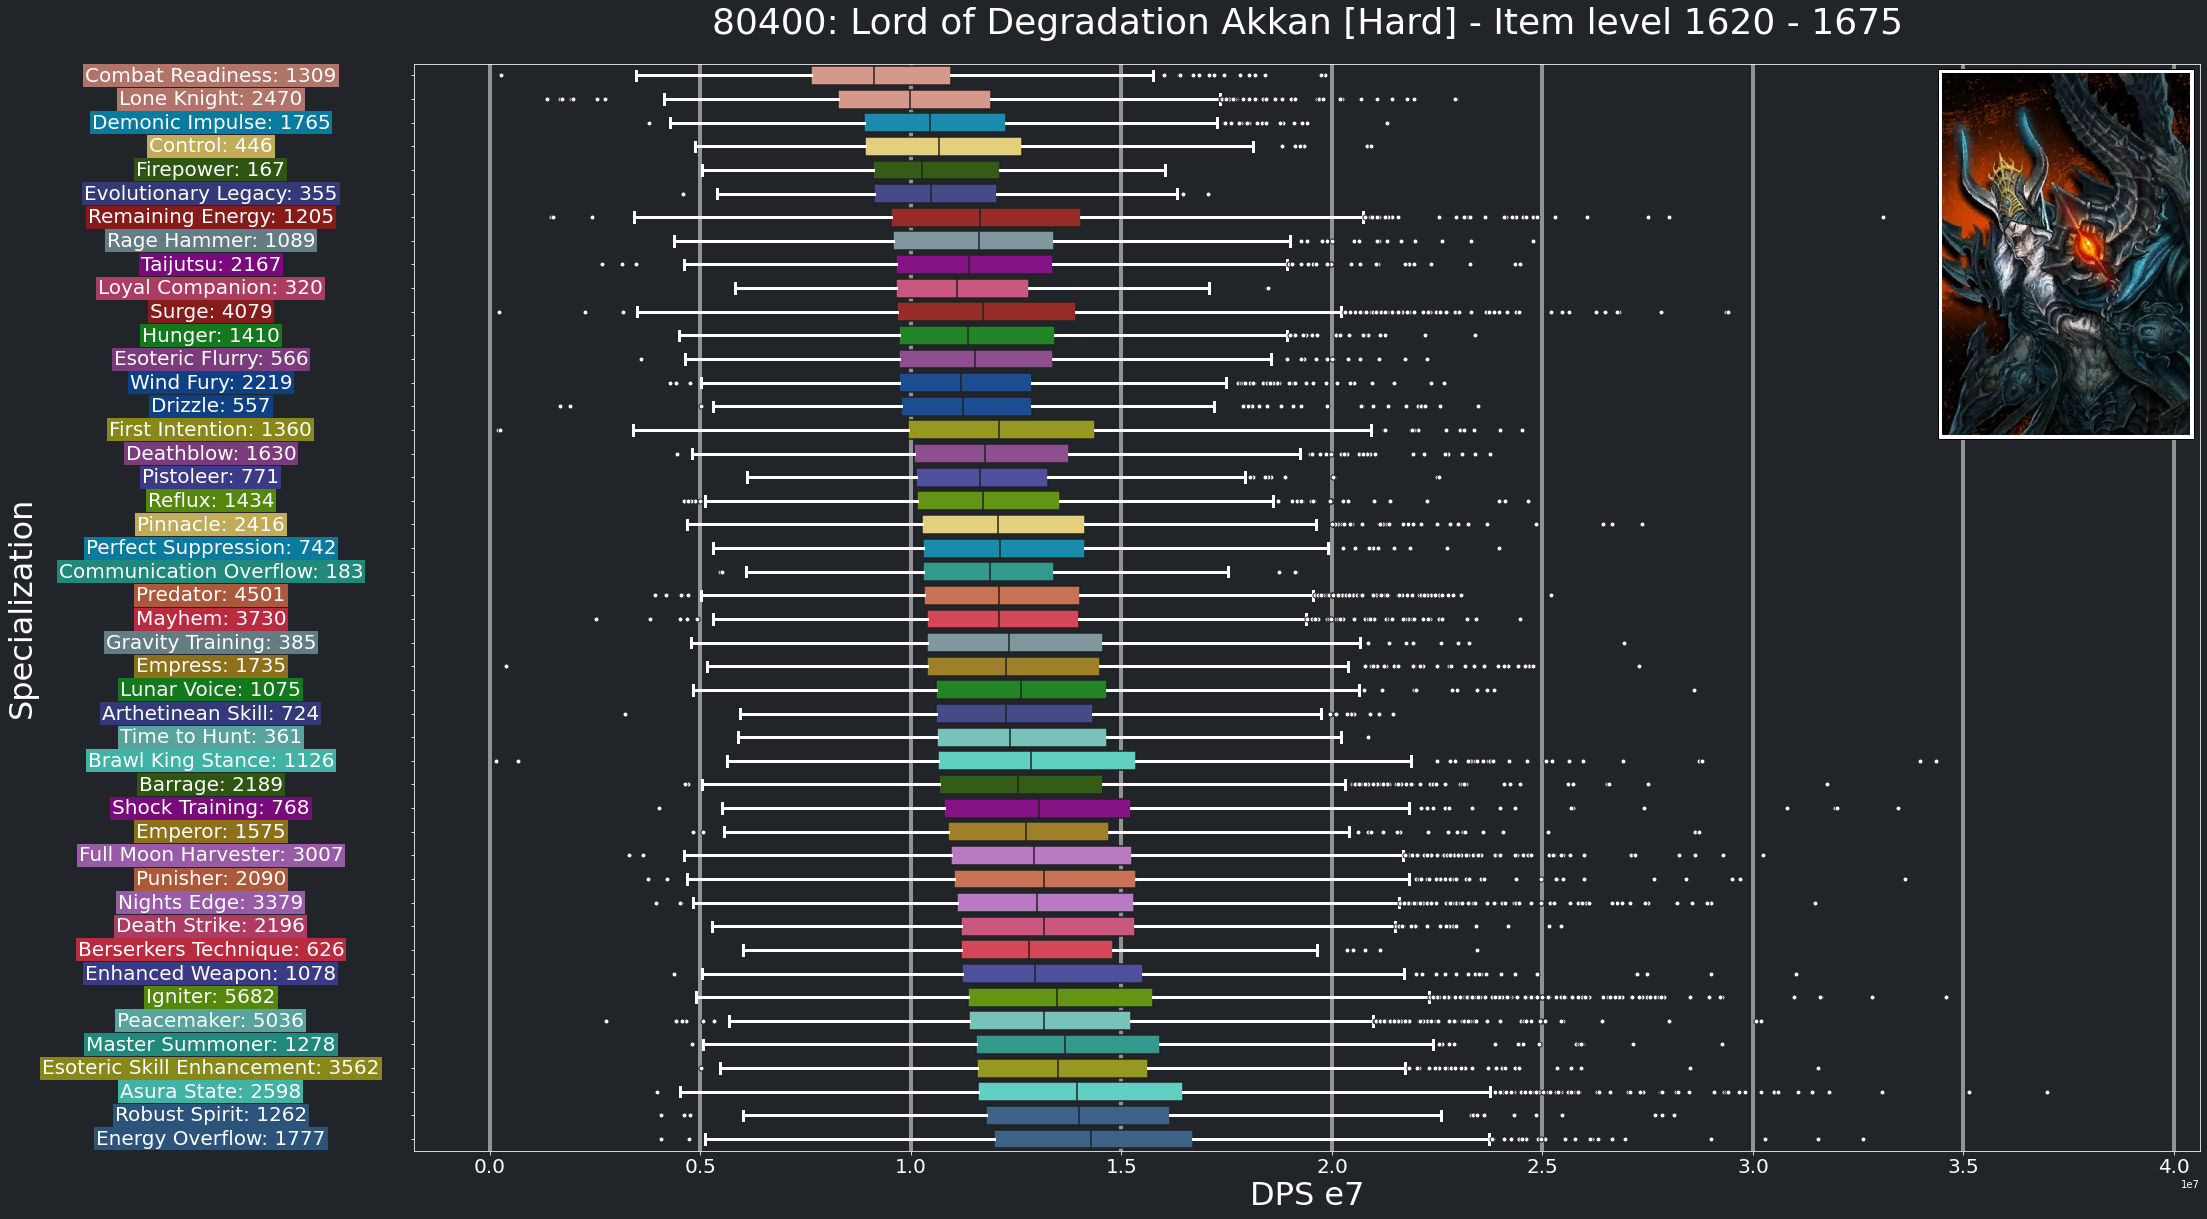 80400: Lord of Degradation Akkan [Hard] - Item level 1620 - 1675
Specialization
Combat Readiness: 1309
Lone Knight: 2470
Demonic Impulse: 1765
Control: 446
Firepower: 167
Evolutionary Legacy: 355
Remaining Energy: 1205
Rage Hammer: 1089
Taijutsu: 2167
Loyal Companion: 320
Surge: 4079
Hunger: 1410
Esoteric Flurry: 566
Wind Fury: 2219
Drizzle: 557
First Intention: 1360
Deathblow: 1630
Pistoleer: 771
Reflux: 1434
Pinnacle: 2416
Perfect Suppression: 742
Communication Overflow: 183
Predator: 4501
Mayhem: 3730
Gravity Training: 385
Empress: 1735
Lunar Voice: 1075
Arthetinean Skill: 724
Time to Hunt: 361
Brawl King Stance: 1126
Barrage: 2189
Shock Training: 768
Emperor: 1575
Full Moon Harvester: 3007
Punisher: 2090
Nights Edge: 3379
Death Strike: 2196
Berserkers Technique: 626
Enhanced Weapon: 1078
Igniter: 5682
Peacemaker: 5036
Master Summoner: 1278
Esoteric Skill Enhancement: 3562
Asura State: 2598
Robust Spirit: 1262
Energy Overflow: 1777
0.0 0.5 1.0 1.5 2.0 2.5 3.0 3.5 4.0
1e7
DPS e7